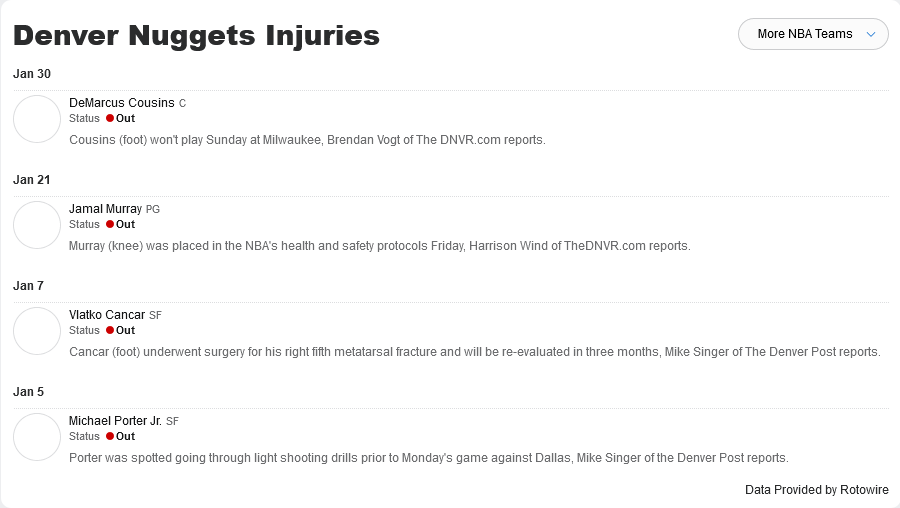 Denver Nuggets Injuries
More NBA Teams
Jan 30
DeMarcus Cousins C
Status Out
Cousins (foot) won't play Sunday at Milwaukee, Brendan Vogt of The DNVR.com reports.
Jan 21
Jamal Murray PG
Status Out
Murray (knee) was placed in the NBA's health and safety protocols Friday, Harrison Wind of TheDNVR.com reports.
Jan 7
Vlatko Cancar SF
Status Out
Cancar (foot) underwent surgery for his right fifth metatarsal fracture and will be re-evaluated in three months, Mike Singer of The Denver Post reports.
Jan 5
Michael Porter Jr. SF
Status Out
Porter was spotted going through light shooting drills prior to Monday's game against Dallas, Mike Singer of the Denver Post reports.
Data Provided by Rotowire